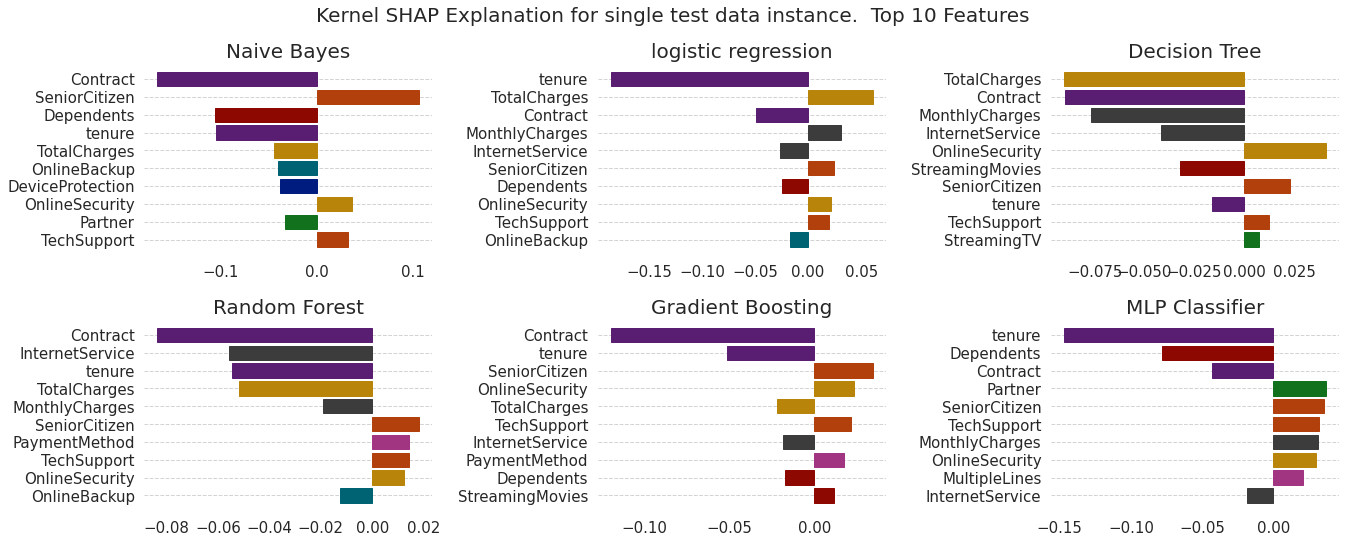 Kernel SHAP Explanation for single test data instance.  Top 10 Features
Naive Bayes
Contract
SeniorCitizen
Dependents
tenure
TotalCharges
OnlineBackup
DeviceProtection
OnlineSecurity
Partner
TechSupport
−0.1 0.0 0.1
logistic regression
tenure
TotalCharges
Contract
MonthlyCharges
InternetService
SeniorCitizen
Dependents
OnlineSecurity
TechSupport
OnlineBackup
−0.15 −0.10 −0.05 0.00 0.05
Decision Tree
TotalCharges
Contract
MonthlyCharges
InternetService
OnlineSecurity
StreamingMovies
SeniorCitizen
tenure
TechSupport
StreamingTV
−0.075 −0.050 −0.025 0.000 0.025
Random Forest
Contract
InternetService
tenure
TotalCharges
MonthlyCharges
SeniorCitizen
PaymentMethod
TechSupport
OnlineSecurity
OnlineBackup
−0.08 −0.06 −0.04 −0.02 0.00 0.02
Gradient Boosting
Contract
tenure
SeniorCitizen
OnlineSecurity
TotalCharges
TechSupport
InternetService
PaymentMethod
Dependents
StreamingMovies
−0.10 −0.05 0.00
MLP Classifier
tenure
Dependents
Contract
Partner
SeniorCitizen
TechSupport
MonthlyCharges
OnlineSecurity
MultipleLines
InternetService
−0.15 −0.10 −0.05 0.00